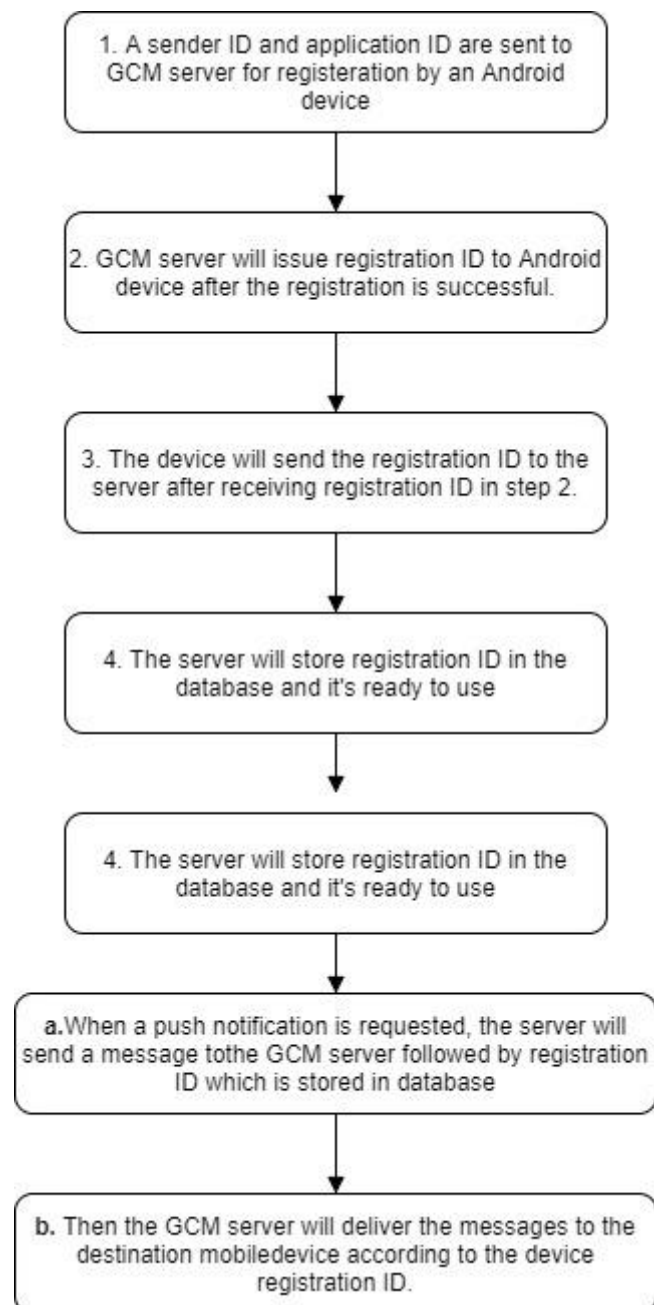 1. A sender ID and application ID are sent to
GCM server for registeration by an Android
device
2. GCM server will issue registration ID to Android
device after the registration is successful.
3. The device will send the registration ID to the
server after receiving registration ID in step 2.
4. The server will store registration ID in the
database and it's ready to use
4. The server will store registration ID in the
database and it's ready to use
a.When a push notification is requested, the server will
send a message tothe GCM server followed by registration
ID which is stored in database
b. Then the GCM server will deliver the messages to the
destination mobiledevice according to the device
registration ID.